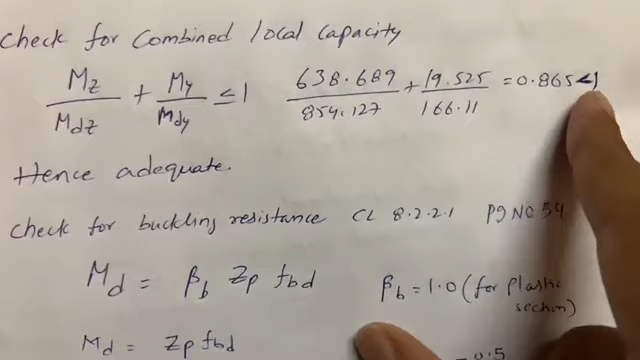 Check for Combined local capacity
Mz/Mdz + My/Mdy ≤ 1 638.689/854.127 + 19.525/166.11 = 0.865 < 1
Hence adequate.
Check for buckling resistance CL 8.2.2.1 Pg NO 54
Md = βb Zp fbd βb = 1.0 (for plastic
section)
Md = Zp fbd